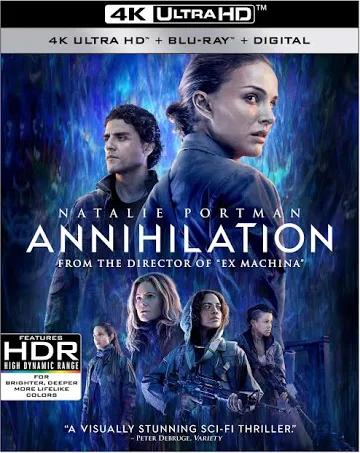 4K ULTRA HD™
4K ULTRA HD™ + BLU-RAY™ + DIGITAL
NATALIE PORTMAN
ANNIHILATION
FROM THE DIRECTOR OF "EX MACHINA"
FEATURES
HDR
HIGH DYNAMIC RANGE
FOR
BRIGHTER, DEEPER
MORE LIFELIKE
COLORS
"A VISUALLY STUNNING SCI-FI THRILLER."
– PETER DEBRUGE, VARIETY